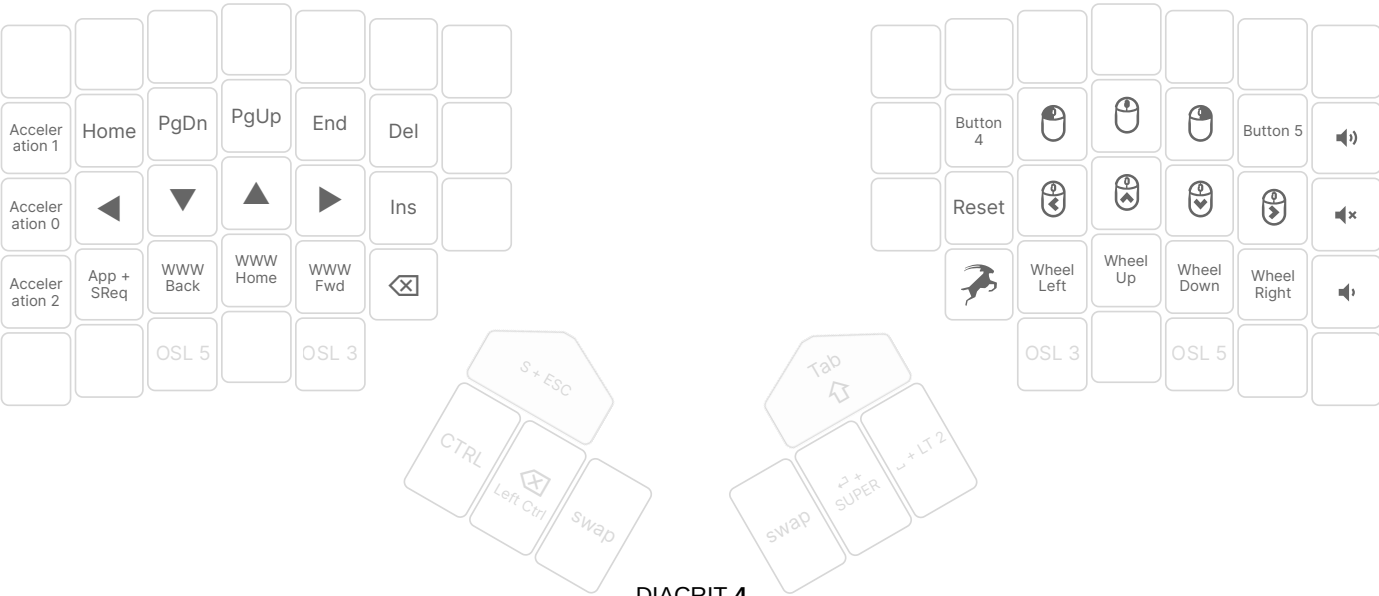 Acceler
ation 1
Home
PgDn
PgUp
End
Del
Button
4
Button 5
Acceler
ation 0
Ins
Reset
Acceler
ation 2
App +
SReq
WWW
Back
WWW
Home
WWW
Fwd
Wheel
Left
Wheel
Up
Wheel
Down
Wheel
Right
OSL 5
OSL 3
OSL 3
OSL 5
S + ESC
CTRL
Left Ctrl
swap
Tab
+ LT 2
+
SUPER
swap
DIACRIT 4